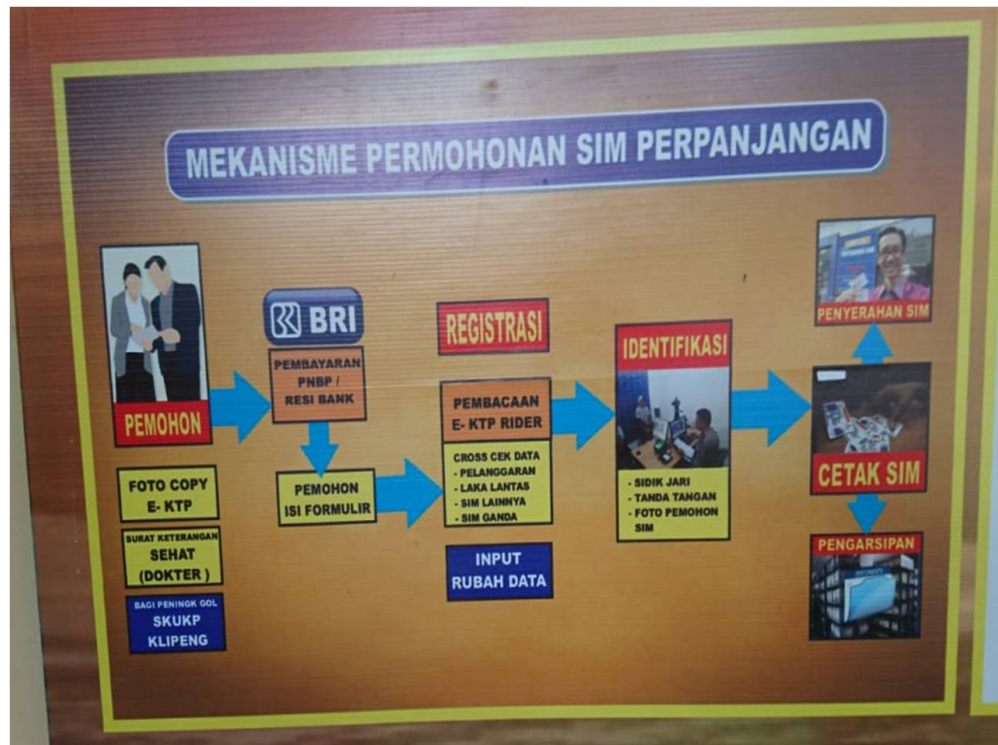 MEKANISME PERMOHONAN SIM PERPANJANGAN
PEMOHON
FOTO COPY
E- KTP
SURAT KETERANGAN
SEHAT
(DOKTER )
BAGI PENINGK GOL
SKUKP
KLIPENG
BRI
PEMBAYARAN
PNBP /
RESI BANK
PEMOHON
ISI FORMULIR
REGISTRASI
PEMBACAAN
E- KTP RIDER
CROSS CEK DATA
- PELANGGARAN
- LAKA LANTAS
- SIM LAINNYA
- SIM GANDA
INPUT
RUBAH DATA
IDENTIFIKASI
- SIDIK JARI
- TANDA TANGAN
- FOTO PEMOHON
SIM
PENYERAHAN SIM
CETAK SIM
PENGARSIPAN